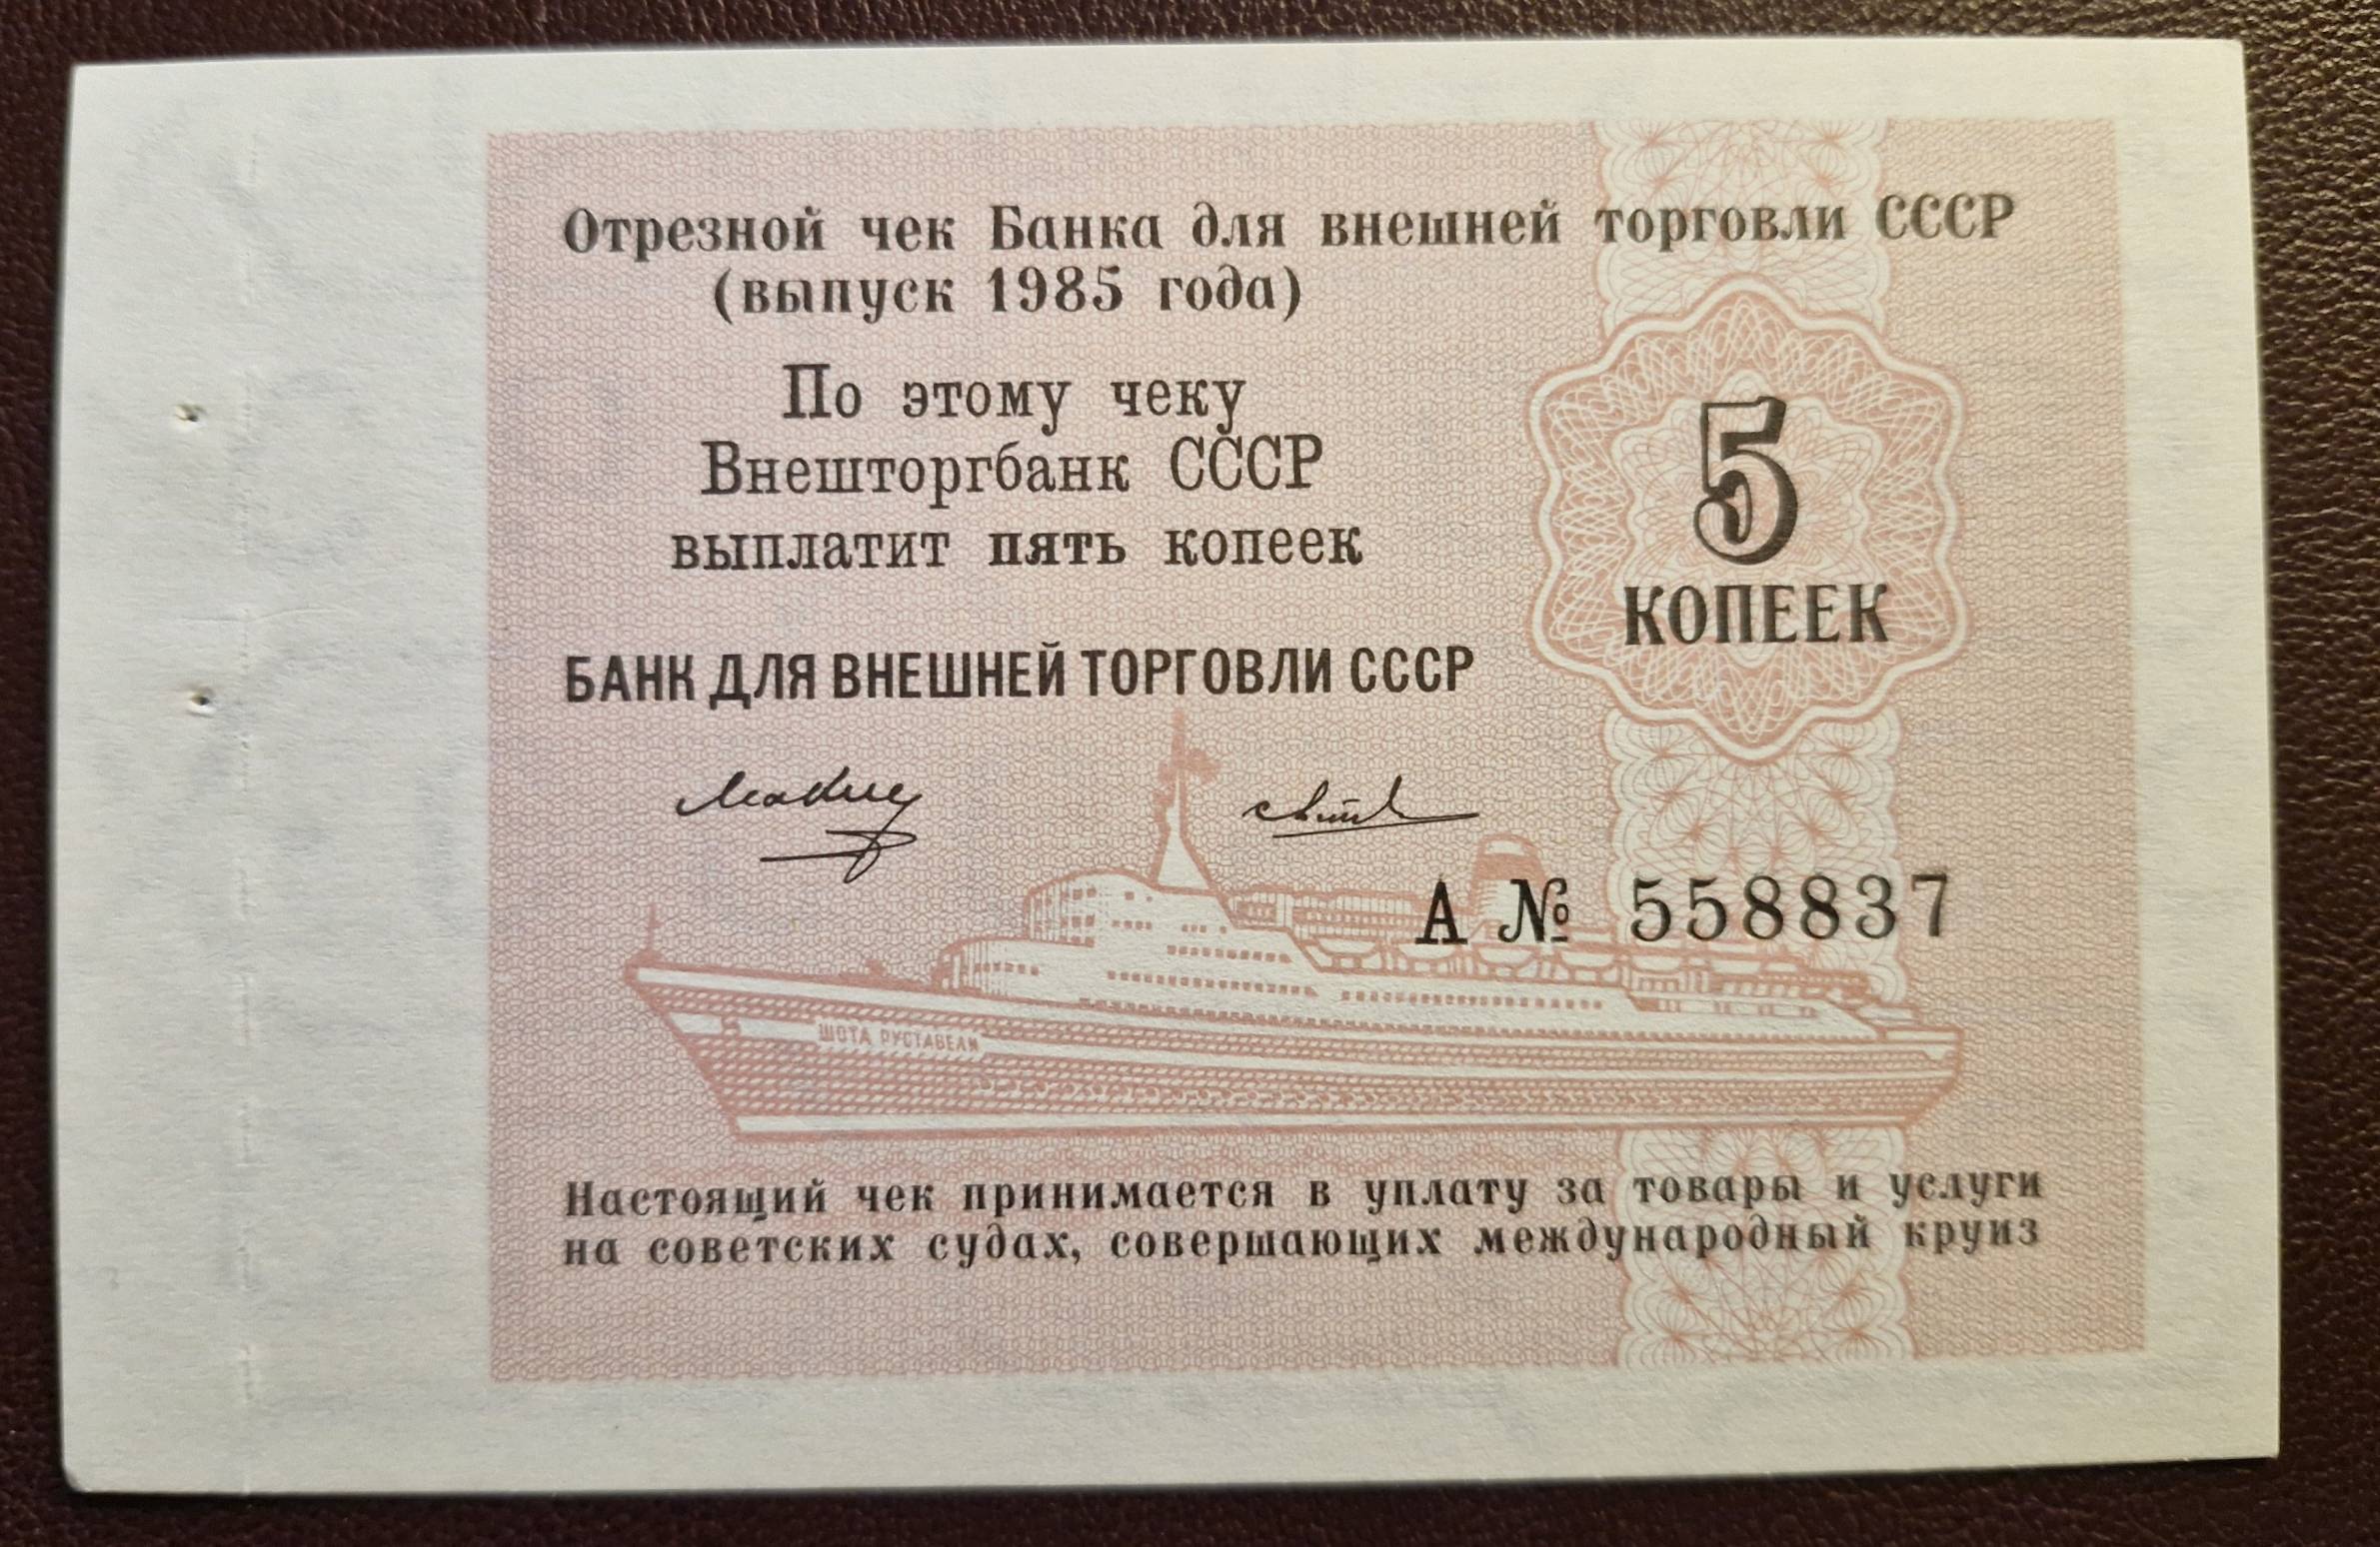 Отрезной чек Банка для внешней торговли СССР
(выпуск 1985 года)
По этому чеку
Внешторгбанк СССР
выплатит пять копеек
5
КОПЕЕК
БАНК ДЛЯ ВНЕШНЕЙ ТОРГОВЛИ СССР
А № 558837
ШОТА РУСТАВЕЛИ
Настоящий чек принимается в уплату за товары и услуги
на советских судах, совершающих международный круиз